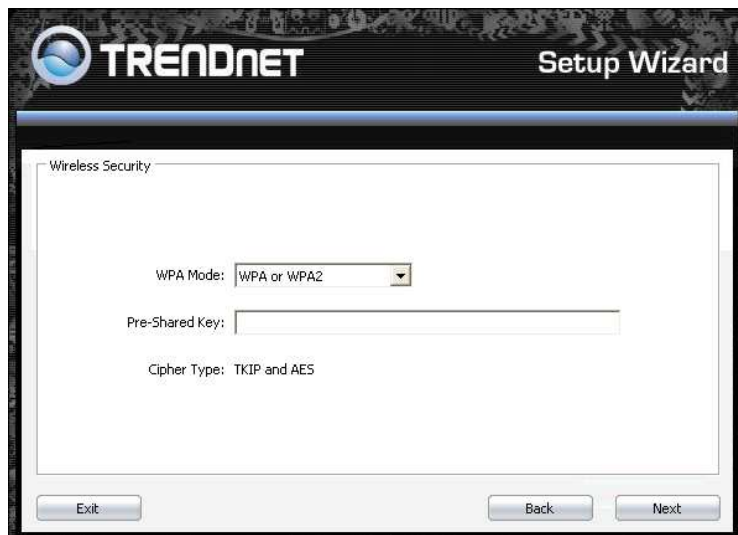 TRENDNET
Setup Wizard
Wireless Security
WPA Mode: WPA or WPA2
Pre-Shared Key:
Cipher Type: TKIP and AES
Exit Back Next